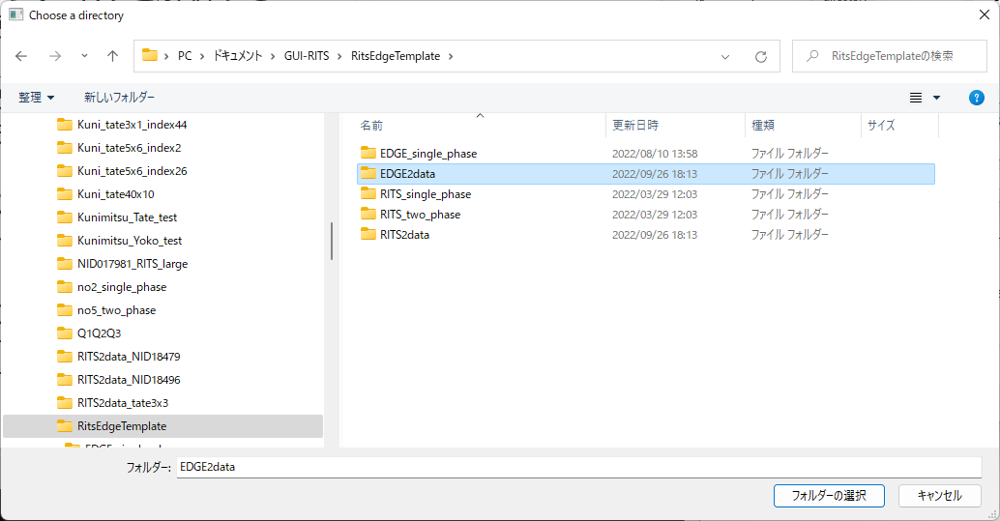 Choose a directory
PC › ドキュメント › GUI-RITS › RitsEdgeTemplate ›
RitsEdgeTemplateの検索
整理 新しいフォルダー
Kuni_tate3x1_index44
Kuni_tate5x6_index2
Kuni_tate5x6_index26
Kuni_tate40x10
Kunimitsu_Tate_test
Kunimitsu_Yoko_test
NID017981_RITS_large
no2_single_phase
no5_two_phase
Q1Q2Q3
RITS2data_NID18479
RITS2data_NID18496
RITS2data_tate3x3
RitsEdgeTemplate
名前 更新日時 種類 サイズ
EDGE_single_phase 2022/08/10 13:58 ファイル フォルダー
EDGE2data 2022/09/26 18:13 ファイル フォルダー
RITS_single_phase 2022/03/29 12:03 ファイル フォルダー
RITS_two_phase 2022/03/29 12:03 ファイル フォルダー
RITS2data 2022/09/26 18:13 ファイル フォルダー
フォルダー: EDGE2data
フォルダーの選択 キャンセル